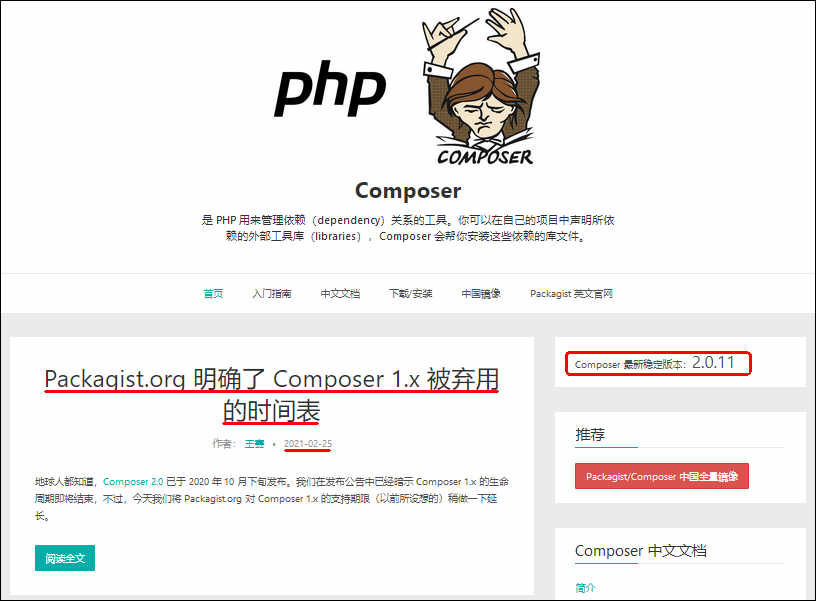 php
COMPOSER
Composer
是 PHP 用来管理依赖（dependency）关系的工具。你可以在自己的项目中声明所依
赖的外部工具库（libraries），Composer 会帮你安装这些依赖的库文件。
首页 入门指南 中文文档 下载/安装 中国镜像 Packagist 英文官网
Packagist.org 明确了 Composer 1.x 被弃用
的时间表
作者： 王赛 • 2021-02-25
地球人都知道，Composer 2.0 已于 2020 年 10 月下旬发布。我们在发布公告中已经暗示 Composer 1.x 的生命
周期即将结束，不过，今天我们将 Packagist.org 对 Composer 1.x 的支持期限（以前所设想的）稍做一下延
长。
阅读全文
Composer 最新稳定版本：2.0.11
推荐
Packagist/Composer 中国全量镜像
Composer 中文文档
简介